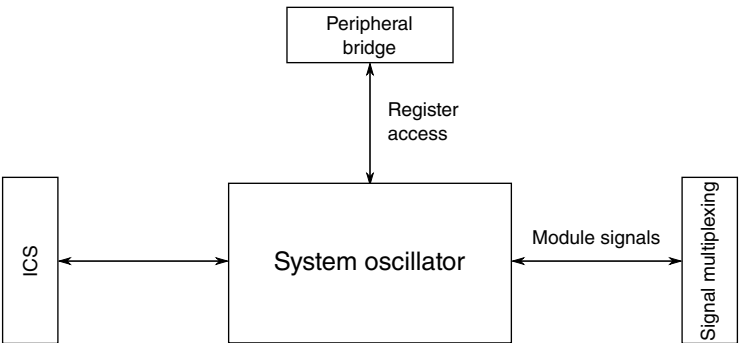 Peripheral
bridge
Register
access
ICS
System oscillator
Module signals
Signal multiplexing